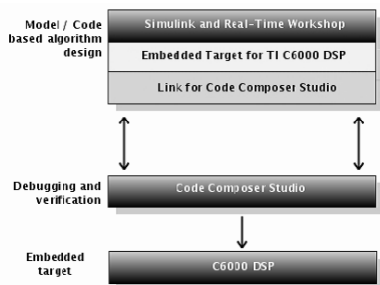 Model / Code
based algorithm
design
Simulink and Real-Time Workshop
Embedded Target for TI C6000 DSP
Link for Code Composer Studio
Debugging and
verification
Code Composer Studio
Embedded
target
C6000 DSP